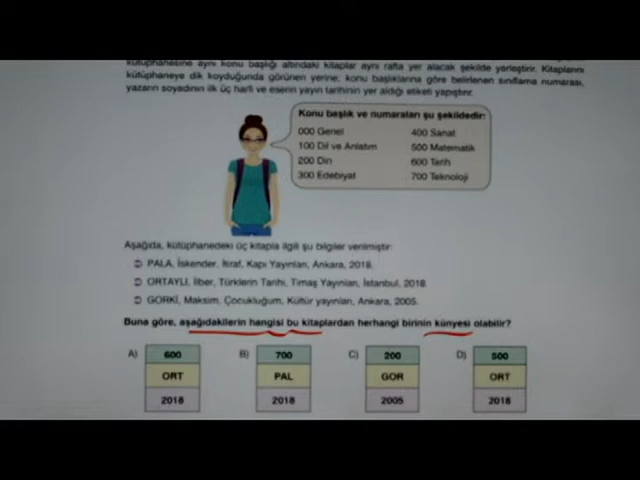 kütüphanesine aynı konu başlığı altındaki kitaplar aynı rafta yer alacak şekilde yerleştirir. Kitaplarını
kütüphaneye dik koyduğunda görünen yerine; konu başlıklarına göre belirlenen sınıflama numarası,
yazarın soyadının ilk üç harfi ve eserin yayın tarihinin yer aldığı etiketi yapıştırır.
Konu başlık ve numaraları şu şekildedir:
000 Genel 400 Sanat
100 Dil ve Anlatım 500 Matematik
200 Din 600 Tarih
300 Edebiyat 700 Teknoloji
Aşağıda, kütüphanedeki üç kitapla ilgili şu bilgiler verilmiştir:
PALA, İskender, İtiraf, Kapı Yayınları, Ankara, 2018.
ORTAYLI, İlber, Türklerin Tarihi, Timaş Yayınları, İstanbul, 2018.
GORKİ, Maksim, Çocukluğum, Kültür yayınları, Ankara, 2005.
Buna göre, aşağıdakilerin hangisi bu kitaplardan herhangi birinin künyesi olabilir?
A) 600 B) 700 C) 200 D) 500
ORT PAL GOR ORT
2018 2018 2005 2018